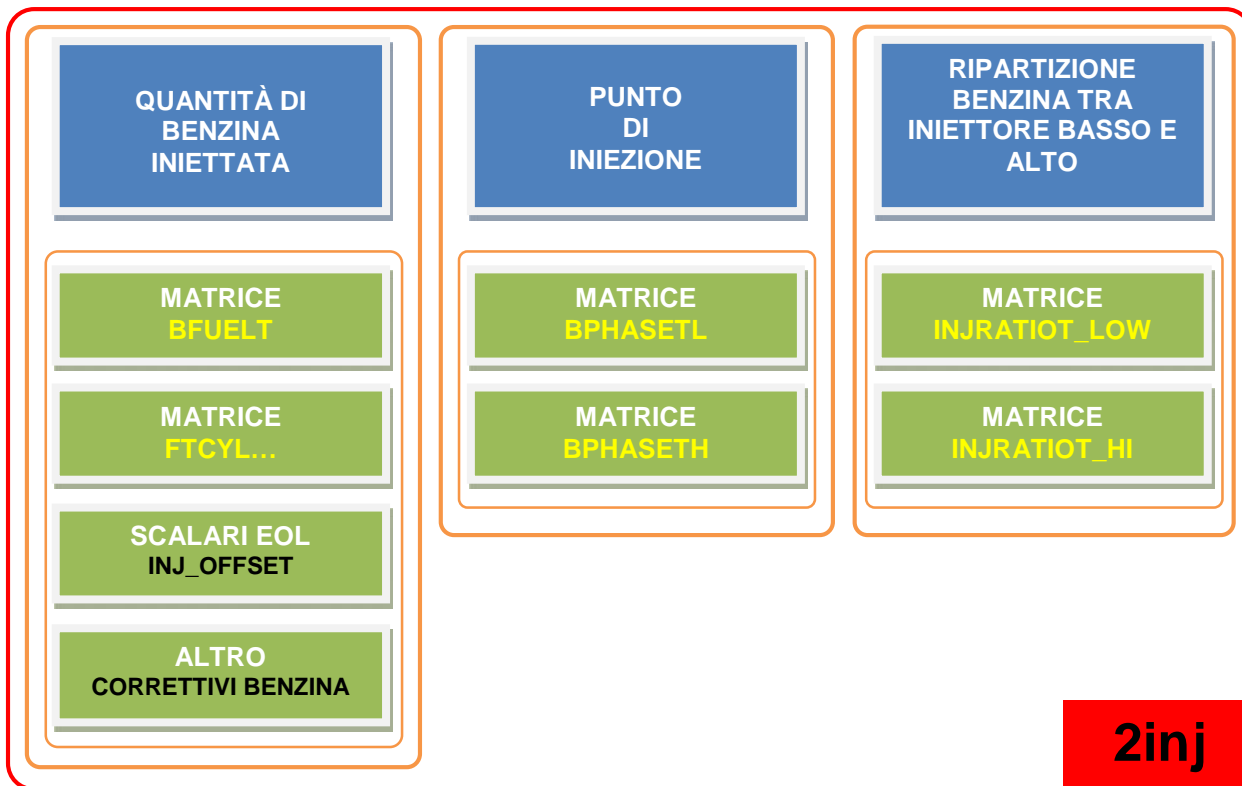 QUANTITÀ DI
BENZINA
INIETTATA
MATRICE
BFUELT
MATRICE
FTCYL...
SCALARI EOL
INJ_OFFSET
ALTRO
CORRETTIVI BENZINA
PUNTO
DI
INIEZIONE
MATRICE
BPHASETL
MATRICE
BPHASETH
RIPARTIZIONE
BENZINA TRA
INIETTORE BASSO E
ALTO
MATRICE
INJRATIOT_LOW
MATRICE
INJRATIOT_HI
2inj